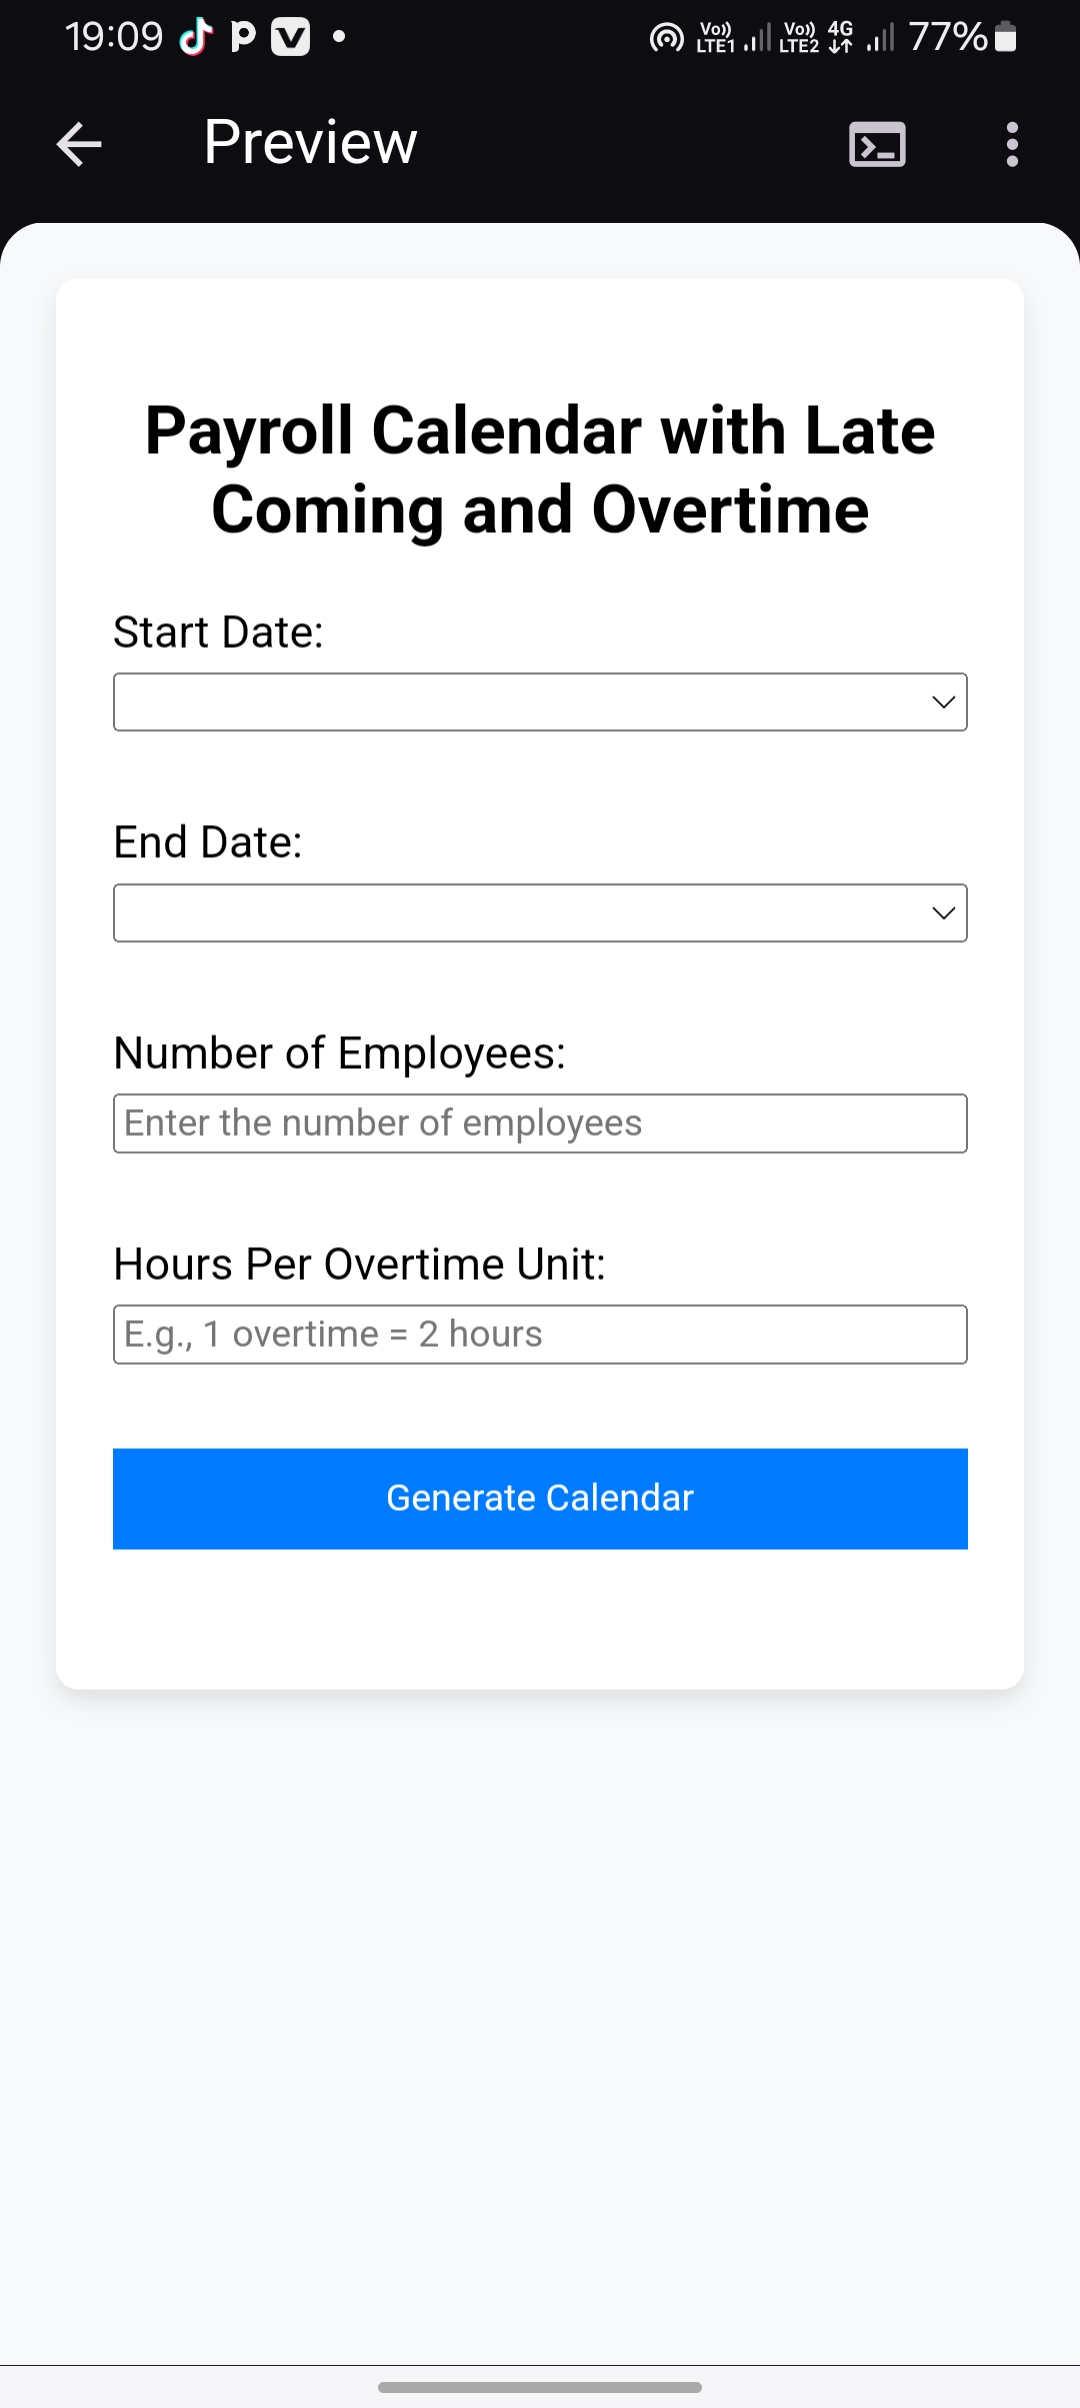 19:09
Vo)) LTE1 Vo)) LTE2 4G 77%
Preview
Payroll Calendar with Late
Coming and Overtime
Start Date:
End Date:
Number of Employees:
Enter the number of employees
Hours Per Overtime Unit:
E.g., 1 overtime = 2 hours
Generate Calendar